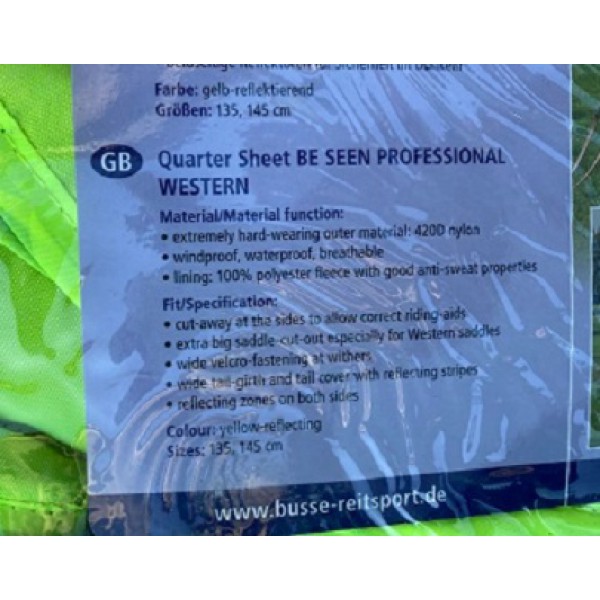 Farbe: gelb-reflektierend
Größen: 135, 145 cm
GB Quarter Sheet BE SEEN PROFESSIONAL
WESTERN
Material/Material function:
• extremely hard-wearing outer material: 420D nylon
• windproof, waterproof, breathable
• lining: 100% polyester fleece with good anti-sweat properties
Fit/Specification:
• cut-away at the sides to allow correct riding-aids
• extra big saddle-cut-out especially for Western saddles
• wide velcro-fastening at withers
• wide tail-girth and tail cover with reflecting stripes
• reflecting zones on both sides
Colour: yellow-reflecting
Sizes: 135, 145 cm
www.busse-reitsport.de